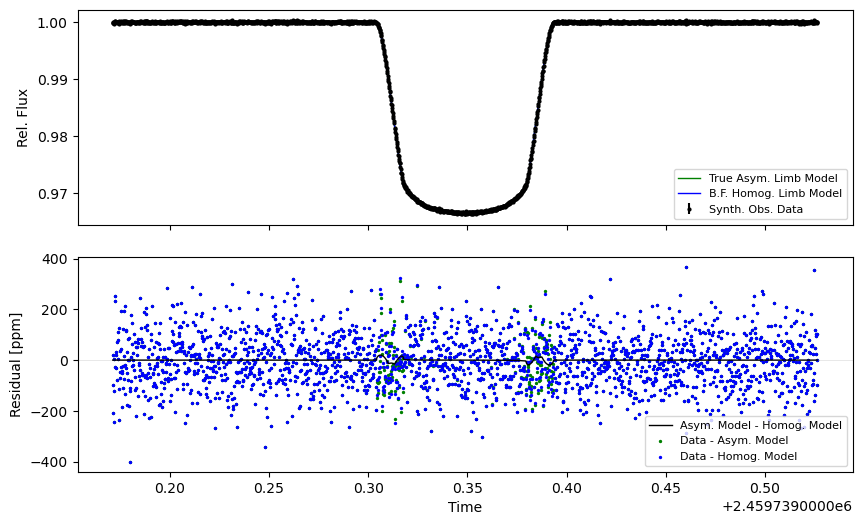 1.00
0.99
0.98
0.97
Rel. Flux
True Asym. Limb Model
B.F. Homog. Limb Model
Synth. Obs. Data
400
200
0
−200
−400
Residual [ppm]
Asym. Model - Homog. Model
Data - Asym. Model
Data - Homog. Model
0.20 0.25 0.30 0.35 0.40 0.45 0.50
Time
+2.4597390000e6